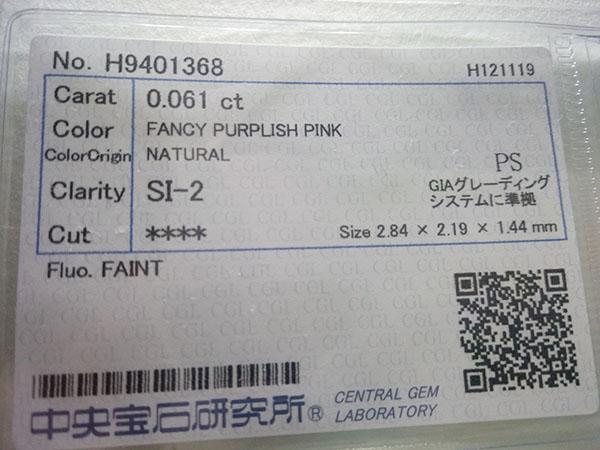 No. H9401368 H121119
Carat 0.061 ct
Color FANCY PURPLISH PINK
ColorOrigin NATURAL
Clarity SI-2
PS
GIAグレーディング
システムに準拠
Cut **** Size 2.84 × 2.19 × 1.44 mm
Fluo. FAINT
中央宝石研究所® CENTRAL GEM
LABORATORY